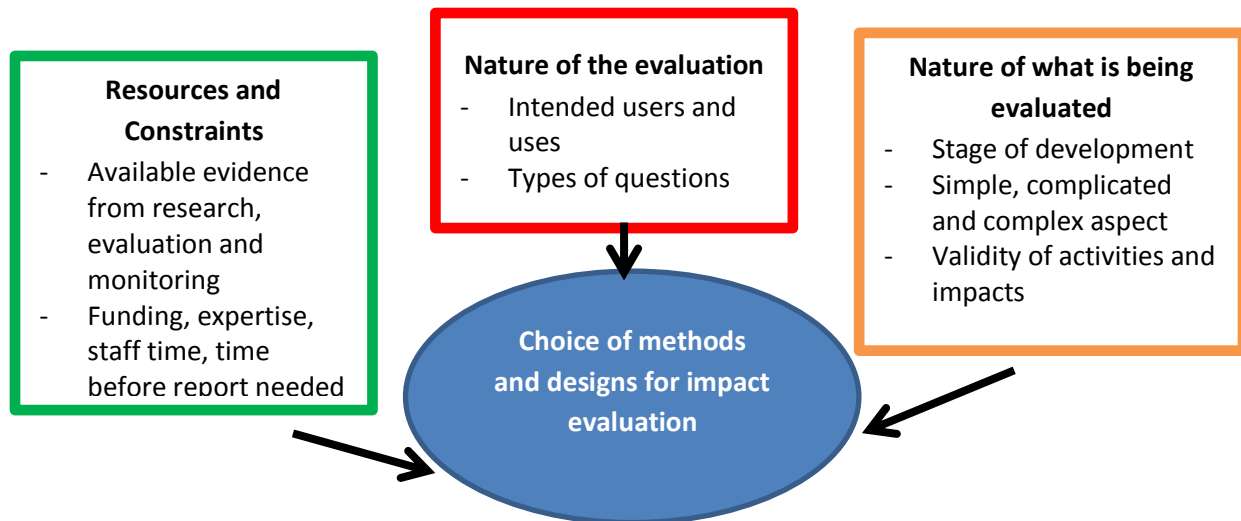 Resources and
Constraints
- Available evidence
from research,
evaluation and
monitoring
- Funding, expertise,
staff time, time
before report needed
Nature of the evaluation
- Intended users and
uses
- Types of questions
Nature of what is being
evaluated
- Stage of development
- Simple, complicated
and complex aspect
- Validity of activities and
impacts
Choice of methods
and designs for impact
evaluation